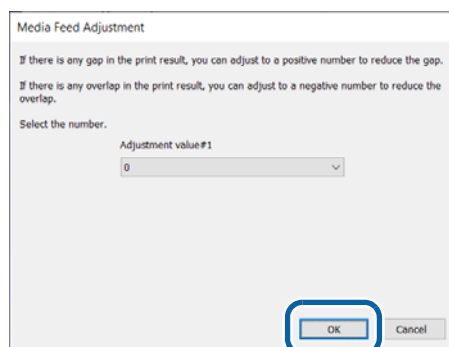 Media Feed Adjustment
If there is any gap in the print result, you can adjust to a positive number to reduce the gap.
If there is any overlap in the print result, you can adjust to a negative number to reduce the
overlap.
Select the number.
Adjustment value#1
0
OK Cancel